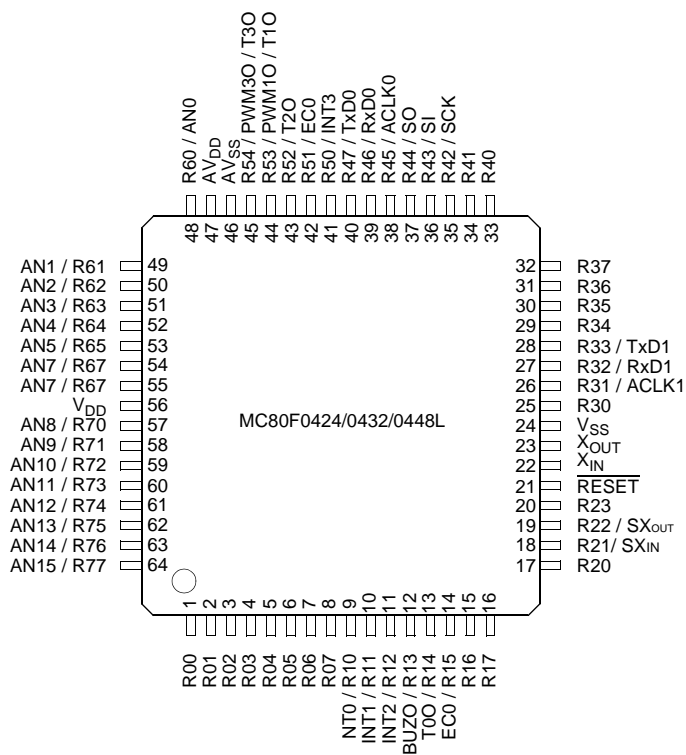 R60 / AN0
AVDD
AVSS
R54 / PWM3O / T3O
R53 / PWM1O / T1O
R52 / T2O
R51 / EC0
R50 / INT3
R47 / TxD0
R46 / RxD0
R45 / ACLK0
R44 / SO
R43 / SI
R42 / SCK
R41
R40
48
47
46
45
44
43
42
41
40
39
38
37
36
35
34
33
AN1 / R61 49
AN2 / R62 50
AN3 / R63 51
AN4 / R64 52
AN5 / R65 53
AN7 / R67 54
AN7 / R67 55
VDD 56
AN8 / R70 57
AN9 / R71 58
AN10 / R72 59
AN11 / R73 60
AN12 / R74 61
AN13 / R75 62
AN14 / R76 63
AN15 / R77 64
MC80F0424/0432/0448L
32 R37
31 R36
30 R35
29 R34
28 R33 / TxD1
27 R32 / RxD1
26 R31 / ACLK1
25 R30
24 VSS
23 XOUT
22 XIN
21 RESET
20 R23
19 R22 / SXOUT
18 R21/ SXIN
17 R20
1
2
3
4
5
6
7
8
9
10
11
12
13
14
15
16
R00
R01
R02
R03
R04
R05
R06
R07
NT0 / R10
INT1 / R11
INT2 / R12
BUZO / R13
T0O / R14
EC0 / R15
R16
R17